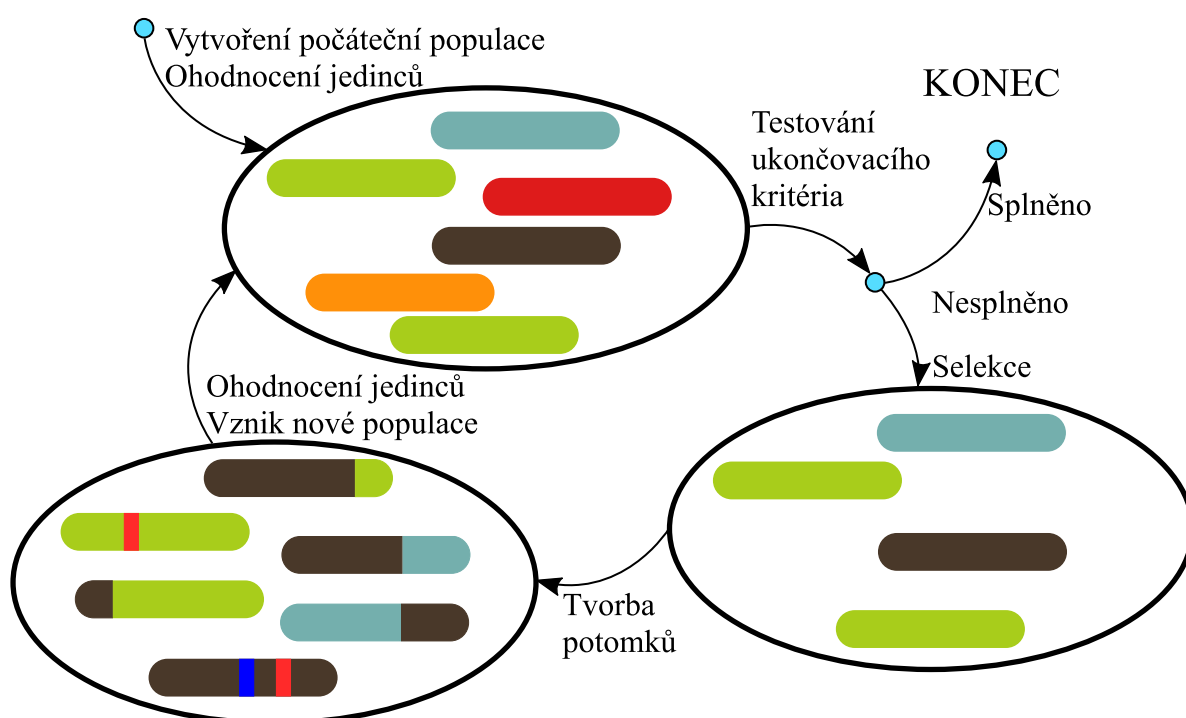 Vytvoření počáteční populace
Ohodnocení jedinců
KONEC
Testování
ukončovacího
kritéria
Splněno
Nesplněno
Selekce
Ohodnocení jedinců
Vznik nové populace
Tvorba
potomků